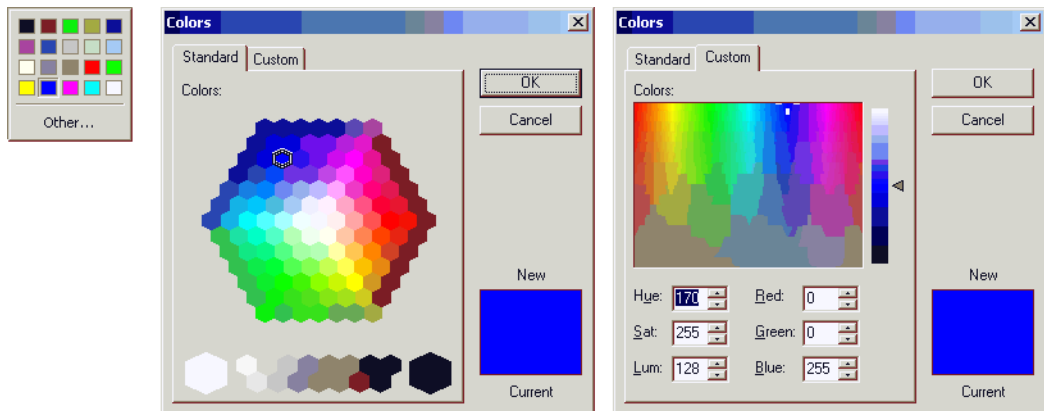 Other...
Colors
Standard Custom
Colors:
OK
Cancel
New
Current
Colors
Standard Custom
Colors:
OK
Cancel
Hue: 170 Red: 0
Sat: 255 Green: 0
Lum: 128 Blue: 255
New
Current